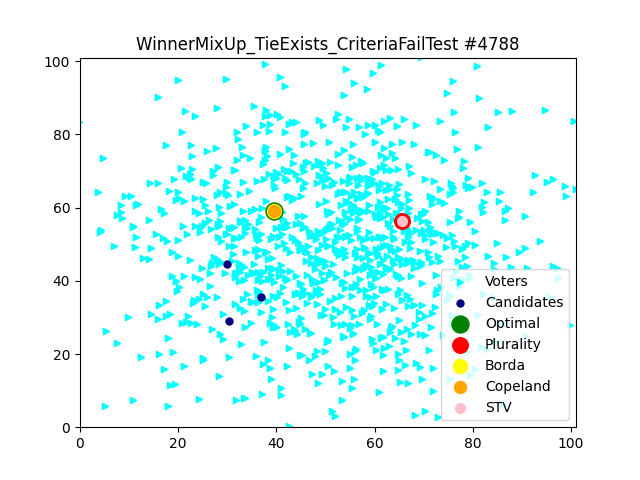 WinnerMixUp_TieExists_CriteriaFailTest #4788
100
80
60
40
20
0
0
20
40
60
80
100
Voters
Candidates
Optimal
Plurality
Borda
Copeland
STV